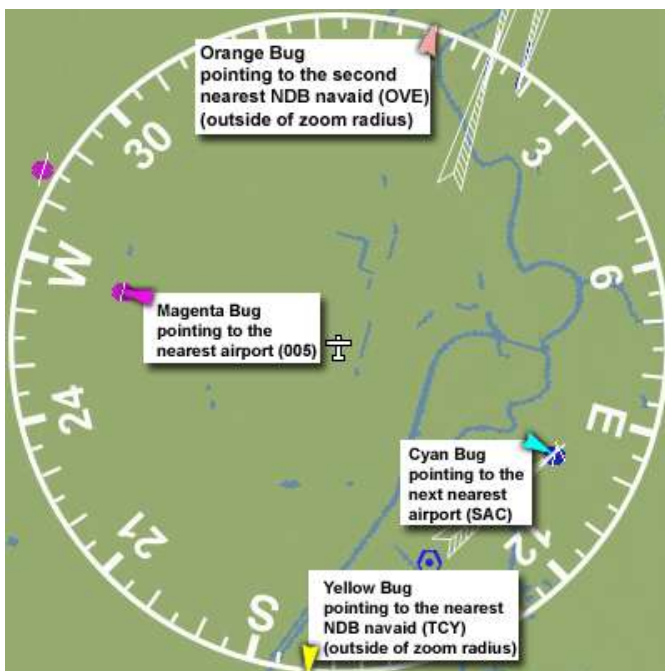 Orange Bug
pointing to the second
nearest NDB navaid (OVE)
(outside of zoom radius)
30
3
W
6
Magenta Bug
pointing to the
nearest airport (005)
24
E
Cyan Bug
pointing to the
next nearest
airport (SAC)
21
12
S
Yellow Bug
pointing to the nearest
NDB navaid (TCY)
(outside of zoom radius)